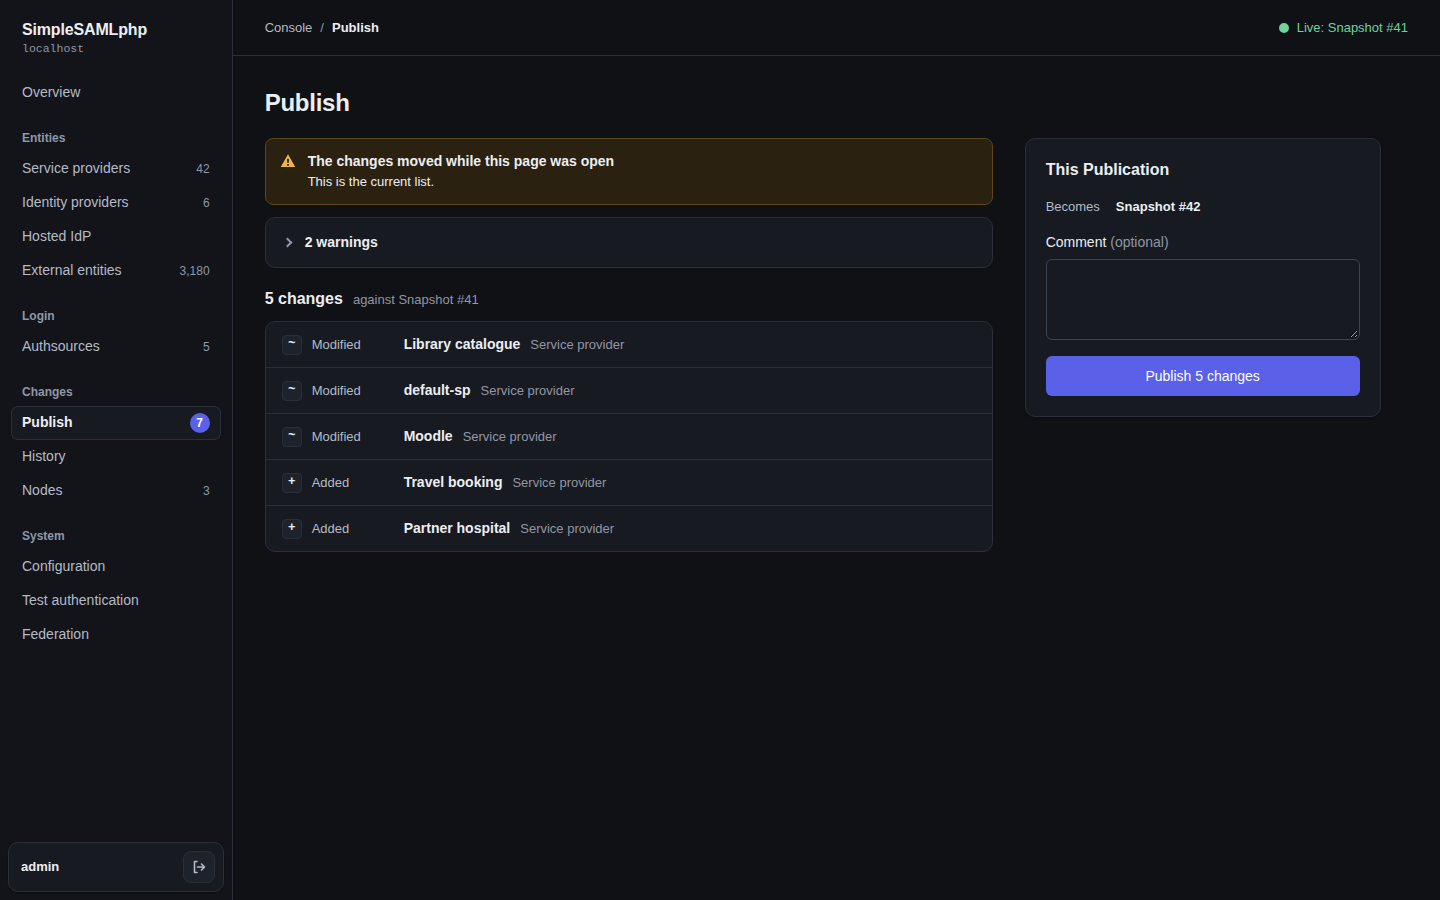 SimpleSAMLphp
localhost
Overview
Entities
Service providers 42
Identity providers 6
Hosted IdP
External entities 3,180
Login
Authsources 5
Changes
Publish 7
History
Nodes 3
System
Configuration
Test authentication
Federation
admin
Console / Publish
Live: Snapshot #41
Publish
The changes moved while this page was open
This is the current list.
2 warnings
5 changes against Snapshot #41
~ Modified Library catalogue Service provider
~ Modified default-sp Service provider
~ Modified Moodle Service provider
+ Added Travel booking Service provider
+ Added Partner hospital Service provider
This Publication
Becomes Snapshot #42
Comment (optional)
Publish 5 changes